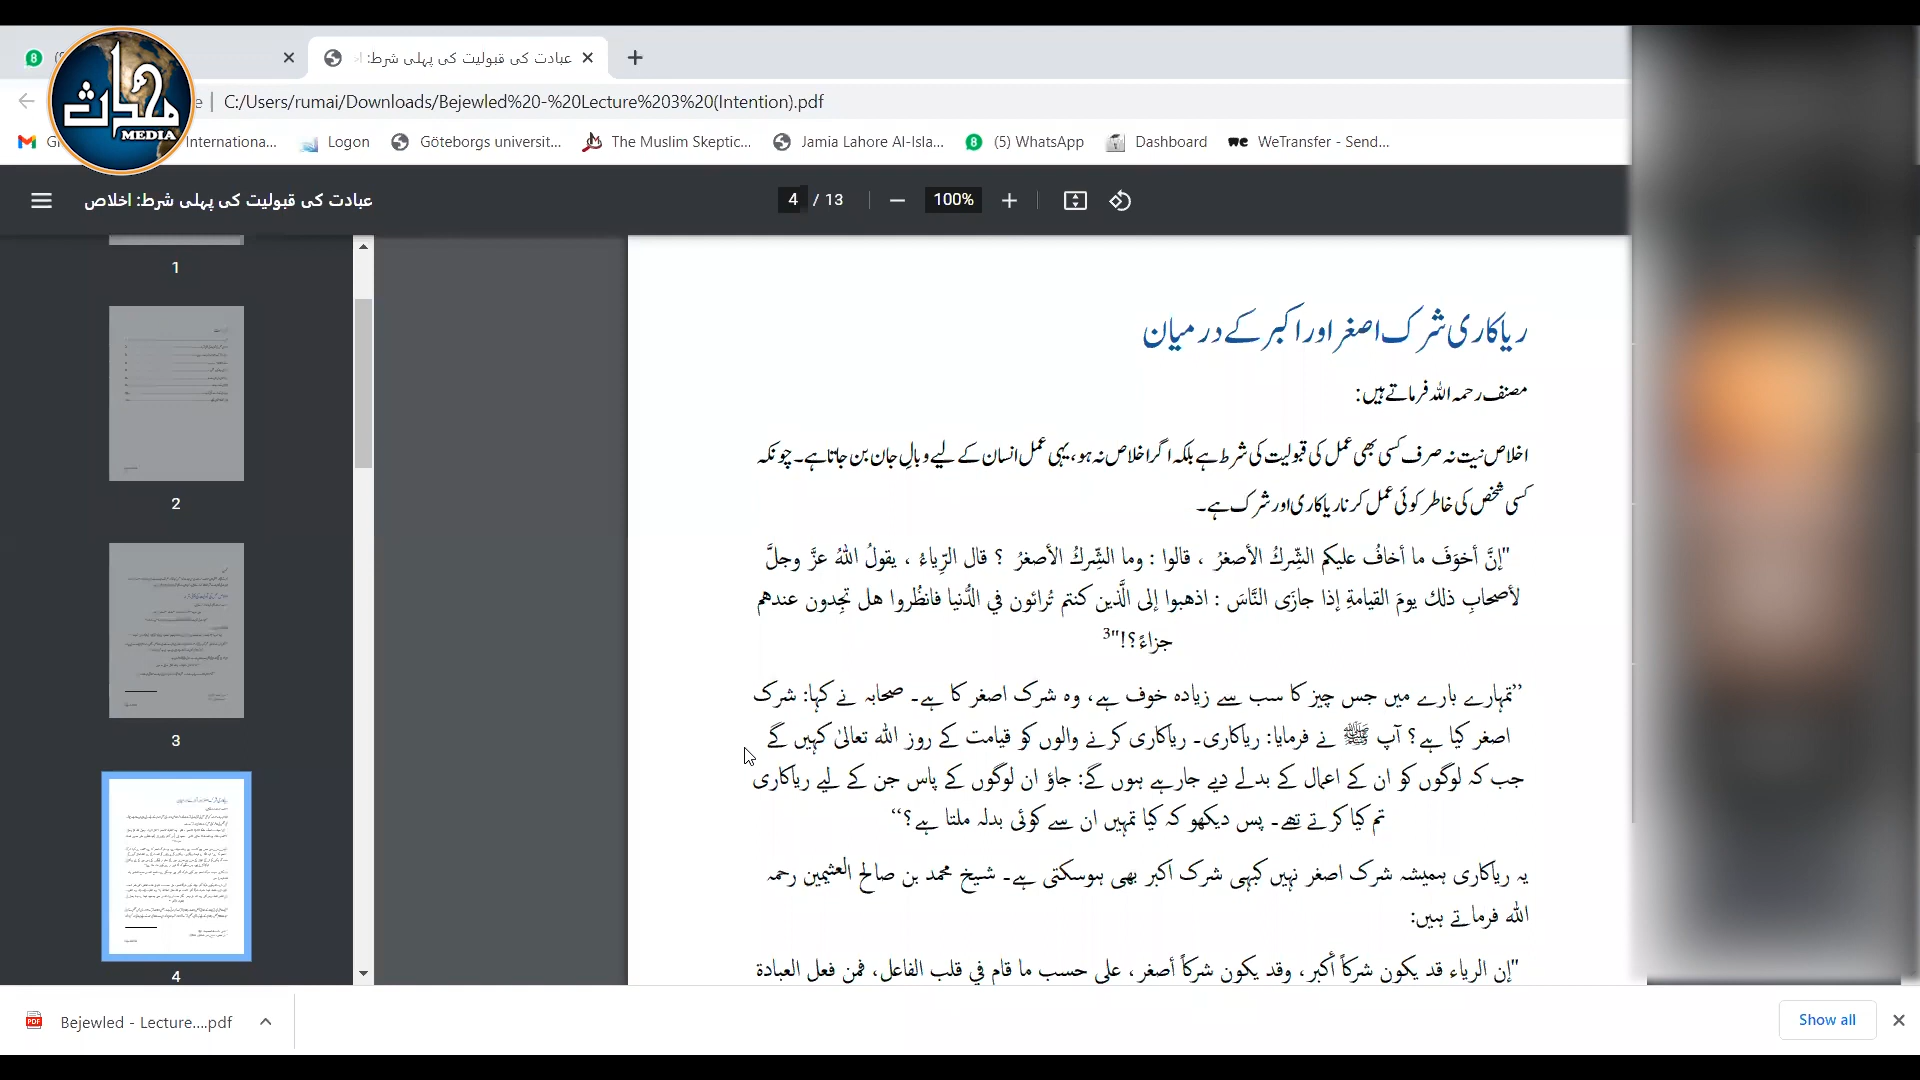 محدث
MEDIA
عبادت کی قبولیت کی پہلی شرط: ا
C:/Users/rumai/Downloads/Bejewled%20-%20Lecture%203%20(Intention).pdf
Internationa...
Logon
Göteborgs universit...
The Muslim Skeptic...
Jamia Lahore Al-Isla...
(5) WhatsApp
Dashboard
WeTransfer - Send...
عبادت کی قبولیت کی پہلی شرط: اخلاص
4 / 13
100%
1
2
3
4
ریاکاری شرک اصغر اور اکبر کے درمیان
مصنف رحمہ اللہ فرماتے ہیں:
اخلاص نیت نہ صرف کسی بھی عمل کی قبولیت کی شرط ہے بلکہ اگر اخلاص نہ ہو، یہی عمل انسان کے لیے وبالِ جان بن جاتا ہے۔ چونکہ
کسی شخص کی خاطر کوئی عمل کرنا ریاکاری اور شرک ہے۔
"إنَّ أخوَفَ ما أخافُ عليكم الشِّركُ الأصغرُ ، قالوا : وما الشِّركُ الأصغرُ ؟ قال الرِّياءُ ، يقولُ اللهُ عزَّ وجلَّ
لأصحابِ ذلك يومَ القيامةِ إذا جازَى النَّاسَ : اذهبوا إلى الَّذين كنتم تُرائون في الدُّنيا فانظُروا هل تجِدون عندهم
جزاءً؟!"3
”تمہارے بارے میں جس چیز کا سب سے زیادہ خوف ہے، وہ شرک اصغر کا ہے۔ صحابہ نے کہا: شرک
اصغر کیا ہے؟ آپ ﷺ نے فرمایا: ریاکاری۔ ریاکاری کرنے والوں کو قیامت کے روز اللہ تعالیٰ کہیں گے
جب کہ لوگوں کو ان کے اعمال کے بدلے دیے جارہے ہوں گے: جاؤ ان لوگوں کے پاس جن کے لیے ریاکاری
تم کیا کرتے تھے۔ پس دیکھو کہ کیا تمہیں ان سے کوئی بدلہ ملتا ہے؟“
یہ ریاکاری ہمیشہ شرک اصغر نہیں کبہی شرک اکبر بھی ہوسکتی ہے۔ شیخ محمد بن صالح العثیمین رحمہ
اللہ فرماتے ہیں:
"إن الرياء قد يكون شركاً أكبر، وقد يكون شركاً أصغر، على حسب ما قام في قلب الفاعل، فمن فعل العبادة
Bejewled - Lecture....pdf
Show all